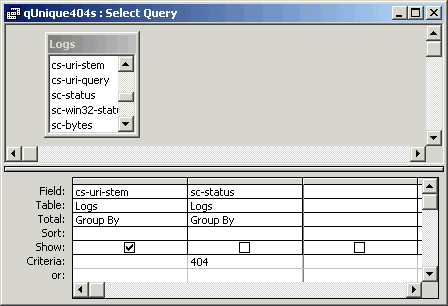 qUnique404s : Select Query
Logs
cs-uri-stem
cs-uri-query
sc-status
sc-win32-stat
sc-bytes
Field: cs-uri-stem sc-status
Table: Logs Logs
Total: Group By Group By
Sort:
Show:
Criteria: 404
or: